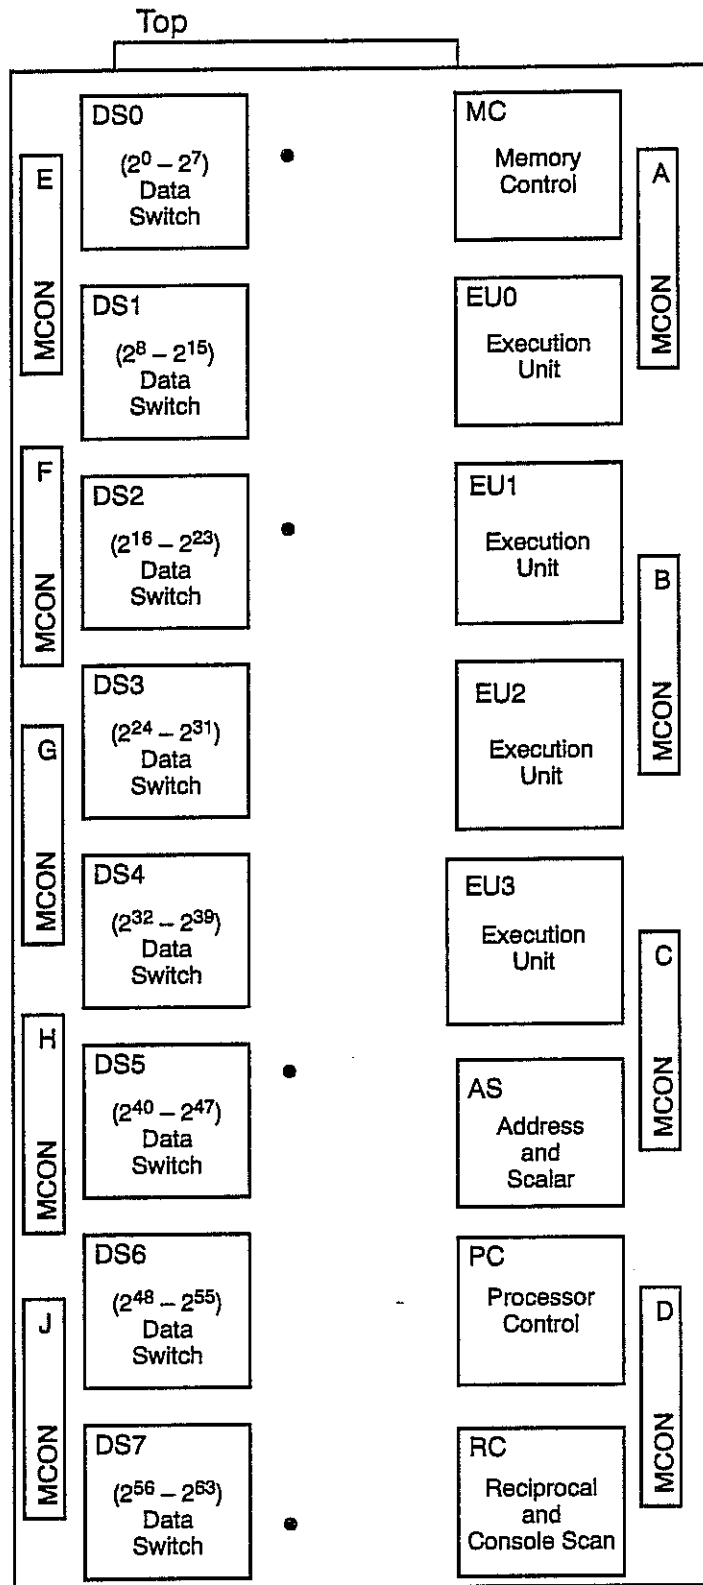 Top
DS0
(2⁰ – 2⁷)
Data
Switch
E
MCON
DS1
(2⁸ – 2¹⁵)
Data
Switch
F
MCON
DS2
(2¹⁶ – 2²³)
Data
Switch
DS3
(2²⁴ – 2³¹)
Data
Switch
G
MCON
DS4
(2³² – 2³⁹)
Data
Switch
H
MCON
DS5
(2⁴⁰ – 2⁴⁷)
Data
Switch
DS6
(2⁴⁸ – 2⁵⁵)
Data
Switch
J
MCON
DS7
(2⁵⁶ – 2⁶³)
Data
Switch
MC
Memory
Control
A
MCON
EU0
Execution
Unit
EU1
Execution
Unit
B
MCON
EU2
Execution
Unit
EU3
Execution
Unit
C
MCON
AS
Address
and
Scalar
PC
Processor
Control
D
MCON
RC
Reciprocal
and
Console Scan